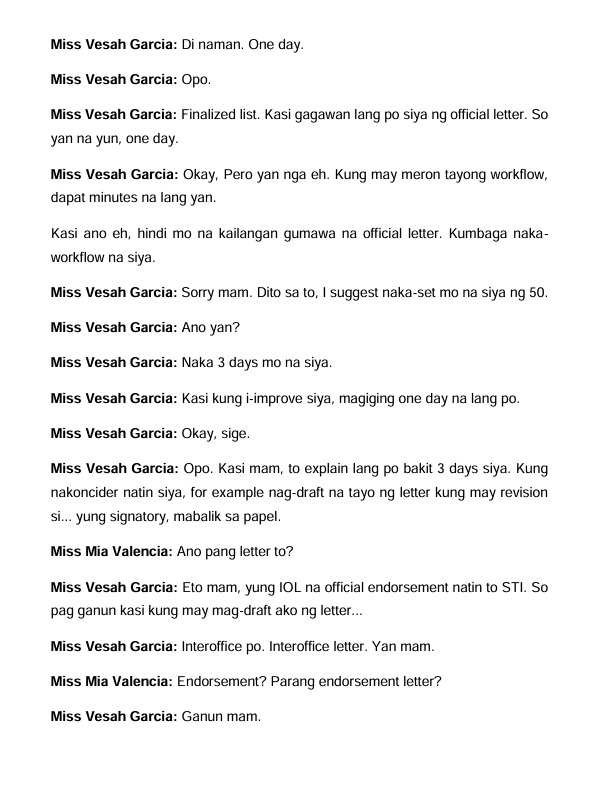 Miss Vesah Garcia: Di naman. One day.
Miss Vesah Garcia: Opo.
Miss Vesah Garcia: Finalized list. Kasi gagawan lang po siya ng official letter. So
yan na yun, one day.
Miss Vesah Garcia: Okay, Pero yan nga eh. Kung may meron tayong workflow,
dapat minutes na lang yan.
Kasi ano eh, hindi mo na kailangan gumawa na official letter. Kumbaga naka-
workflow na siya.
Miss Vesah Garcia: Sorry mam. Dito sa to, I suggest naka-set mo na siya ng 50.
Miss Vesah Garcia: Ano yan?
Miss Vesah Garcia: Naka 3 days mo na siya.
Miss Vesah Garcia: Kasi kung i-improve siya, magiging one day na lang po.
Miss Vesah Garcia: Okay, sige.
Miss Vesah Garcia: Opo. Kasi mam, to explain lang po bakit 3 days siya. Kung
nakoncider natin siya, for example nag-draft na tayo ng letter kung may revision
si... yung signatory, mabalik sa papel.
Miss Mia Valencia: Ano pang letter to?
Miss Vesah Garcia: Eto mam, yung IOL na official endorsement natin to STI. So
pag ganun kasi kung may mag-draft ako ng letter...
Miss Vesah Garcia: Interoffice po. Interoffice letter. Yan mam.
Miss Mia Valencia: Endorsement? Parang endorsement letter?
Miss Vesah Garcia: Ganun mam.